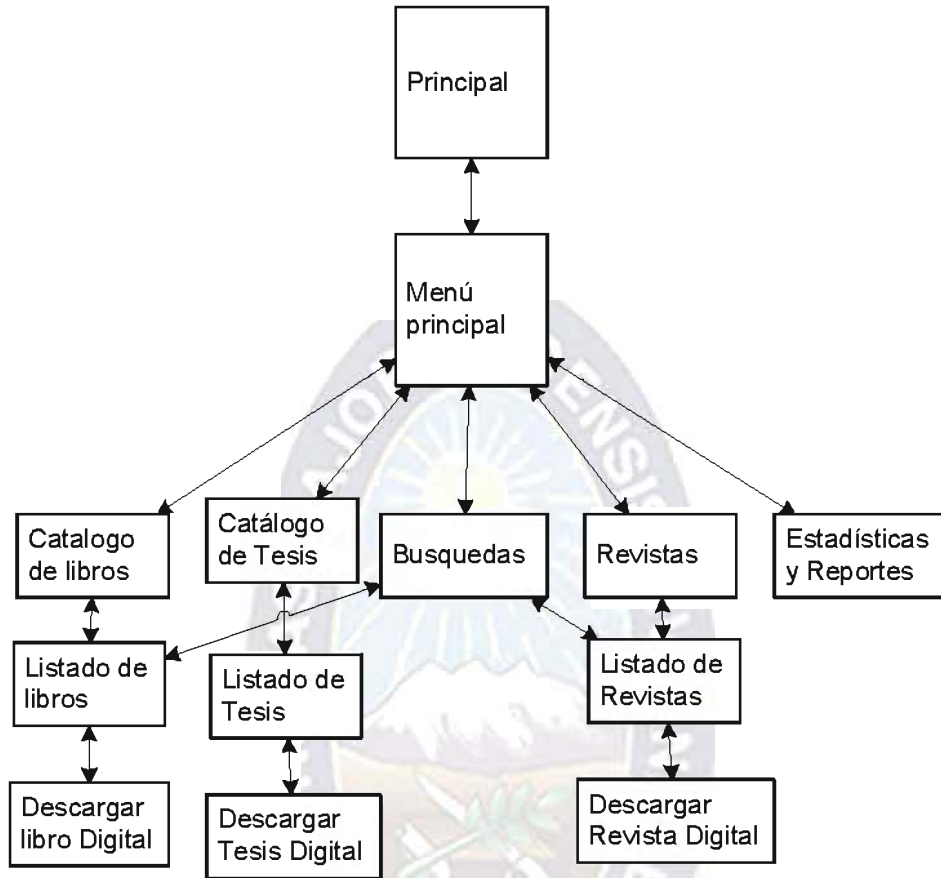 Principal
Menú
principal
Catalogo
de libros
Catálogo
de Tesis
Busquedas
Revistas
Estadísticas
y Reportes
Listado de
libros
Listado de
Tesis
Listado de
Revistas
Descargar
libro Digital
Descargar
Tesis Digital
Descargar
Revista Digital